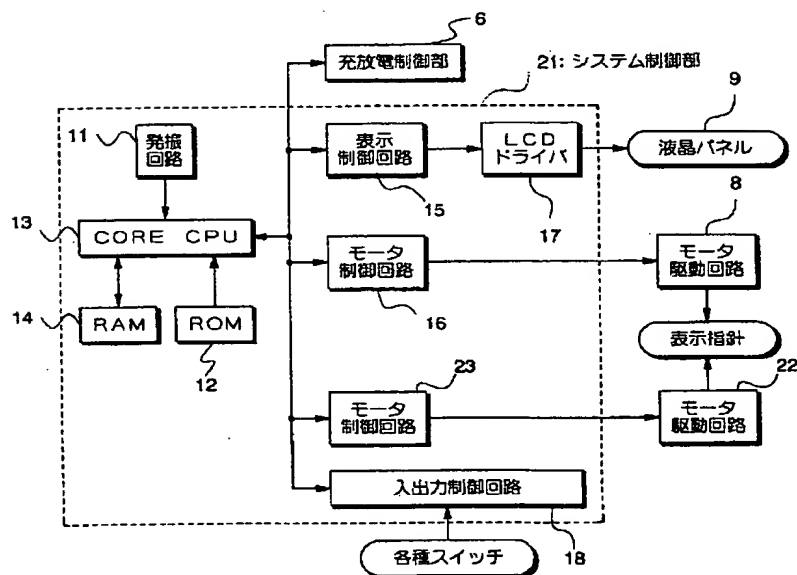 6
充放電制御部
21: システム制御部
9
11
発振
回路
表示
制御回路
15
LCD
ドライバ
17
液晶パネル
13
CORE CPU
8
モータ
制御回路
16
モータ
駆動回路
14
RAM
ROM
12
表示指針
23
モータ
制御回路
22
モータ
駆動回路
入出力制御回路
18
各種スイッチ